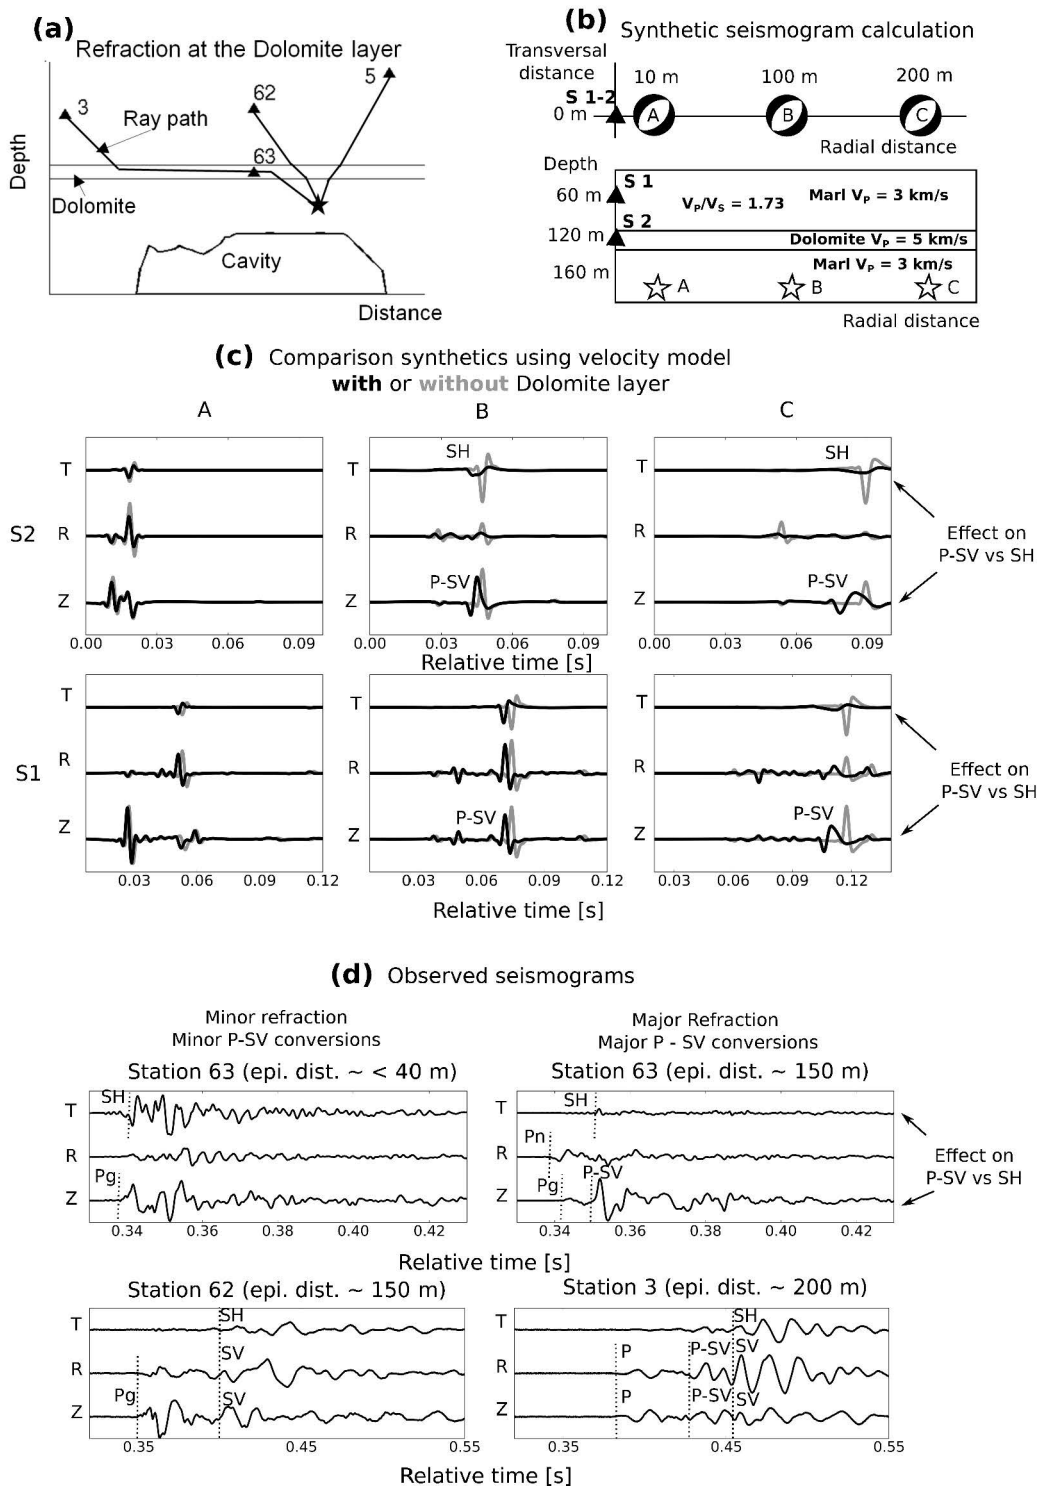 (a)
Refraction at the Dolomite layer
3
62
5
Ray path
63
Depth
Dolomite
Cavity
Distance
(b) Synthetic seismogram calculation
Transversal
distance
10 m 100 m 200 m
S 1-2
0 m
A B C
Radial distance
Depth
S 1
60 m
VP/VS = 1.73
Marl VP = 3 km/s
S 2
120 m
Dolomite VP = 5 km/s
Marl VP = 3 km/s
160 m
A B C
Radial distance
(c) Comparison synthetics using velocity model
with or without Dolomite layer
A B C
S2
T
R
Z
0.00 0.03 0.06 0.09
T
SH
R
P-SV
Z
0.00 0.03 0.06 0.09
T
SH
R
P-SV
Z
0.00 0.03 0.06 0.09
Effect on
P-SV vs SH
Relative time [s]
S1
T
R
Z
0.03 0.06 0.09 0.12
T
R
P-SV
Z
0.03 0.06 0.09 0.12
T
R
P-SV
Z
0.03 0.06 0.09 0.12
Effect on
P-SV vs SH
Relative time [s]
(d) Observed seismograms
Minor refraction
Minor P-SV conversions
Major Refraction
Major P - SV conversions
Station 63 (epi. dist. ~ < 40 m)
SH
T
R
Pg
Z
0.34 0.36 0.38 0.40 0.42
Station 63 (epi. dist. ~ 150 m)
SH
T
Pn
R
P-SV
Pg
Z
0.34 0.36 0.38 0.40 0.42
Effect on
P-SV vs SH
Relative time [s]
Station 62 (epi. dist. ~ 150 m)
T
SH
SV
R
Pg
SV
Z
0.35 0.45 0.55
Station 3 (epi. dist. ~ 200 m)
T
SH
P P-SV SV
R
P P-SV SV
Z
0.35 0.45 0.55
Relative time [s]